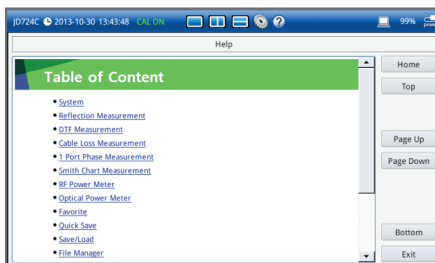 JD724C 2013-10-30 13:43:48 CAL ON 99%
Help
Table of Content
• System
• Reflection Measurement
• DTF Measurement
• Cable Loss Measurement
• 1 Port Phase Measurement
• Smith Chart Measurement
• RF Power Meter
• Optical Power Meter
• Favorite
• Quick Save
• Save/Load
• File Manager
Home
Top
Page Up
Page Down
Bottom
Exit